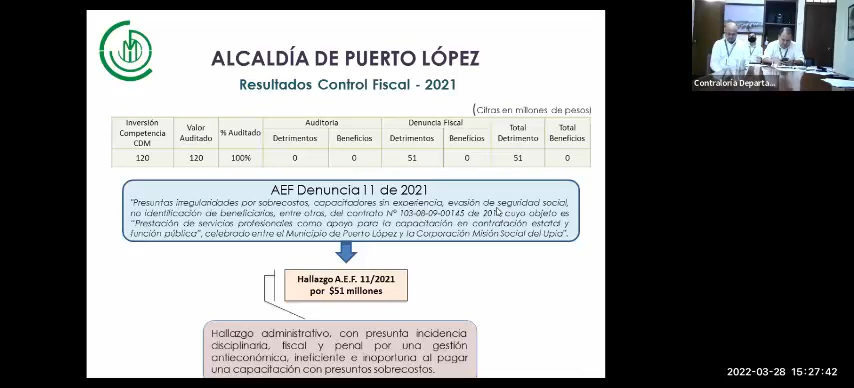 ALCALDÍA DE PUERTO LÓPEZ
Resultados Control Fiscal - 2021
(Cifras en millones de pesos)
Inversión Competencia CDM Valor Auditado % Auditado Auditoria Denuncia Fiscal Total Detrimento Total Beneficios
Detrimentos Beneficios Detrimentos Beneficios
120 120 100% 0 0 51 0 51 0
AEF Denuncia 11 de 2021
"Presuntas irregularidades por sobrecostos, capacitadores sin experiencia, evasión de seguridad social,
no identificación de beneficiarios, entre otros, del contrato N° 103-08-09-00145 de cuyo objeto es
"Prestación de servicios profesionales como apoyo para la capacitación en contratación estatal y
función pública", celebrado entre el Municipio de Puerto López y la Corporación Misión Social del Upia".
Hallazgo A.E.F. 11/2021
por $51 millones
Hallazgo administrativo, con presunta incidencia
disciplinaria, fiscal y penal por una gestión
antieconómica, ineficiente e inoportuna al pagar
una capacitación con presuntos sobrecostos.
Contraloría Departa...
2022-03-28 15:27:42